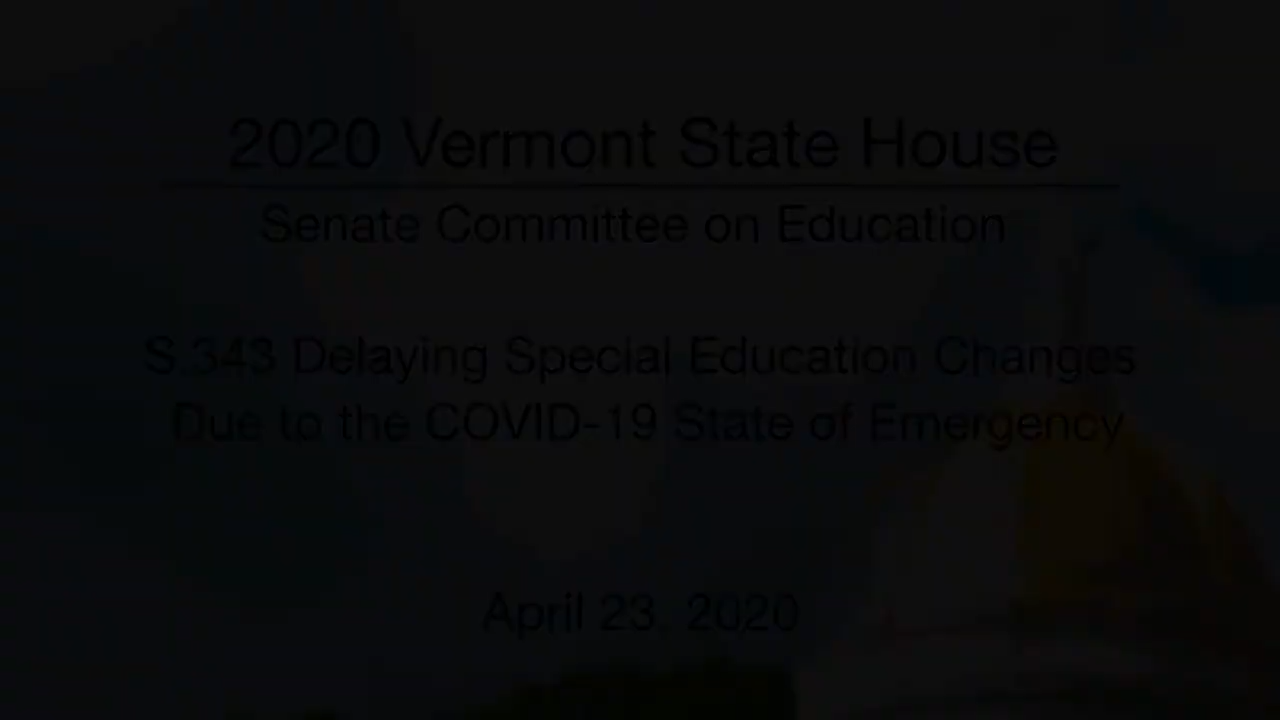 2020 Vermont State House
Senate Committee on Education
S.343 Delaying Special Education Changes
Due to the COVID-19 State of Emergency
April 23, 2020